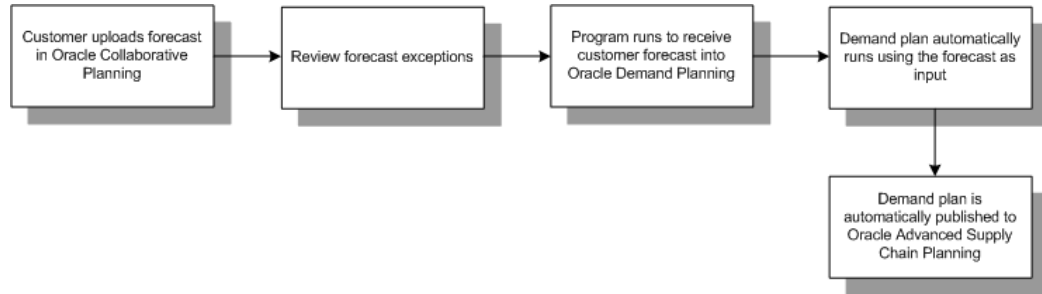 Customer uploads forecast
in Oracle Collaborative
Planning
Review forecast exceptions
Program runs to receive
customer forecast into
Oracle Demand Planning
Demand plan automatically
runs using the forecast as
input
Demand plan is
automatically published to
Oracle Advanced Supply
Chain Planning